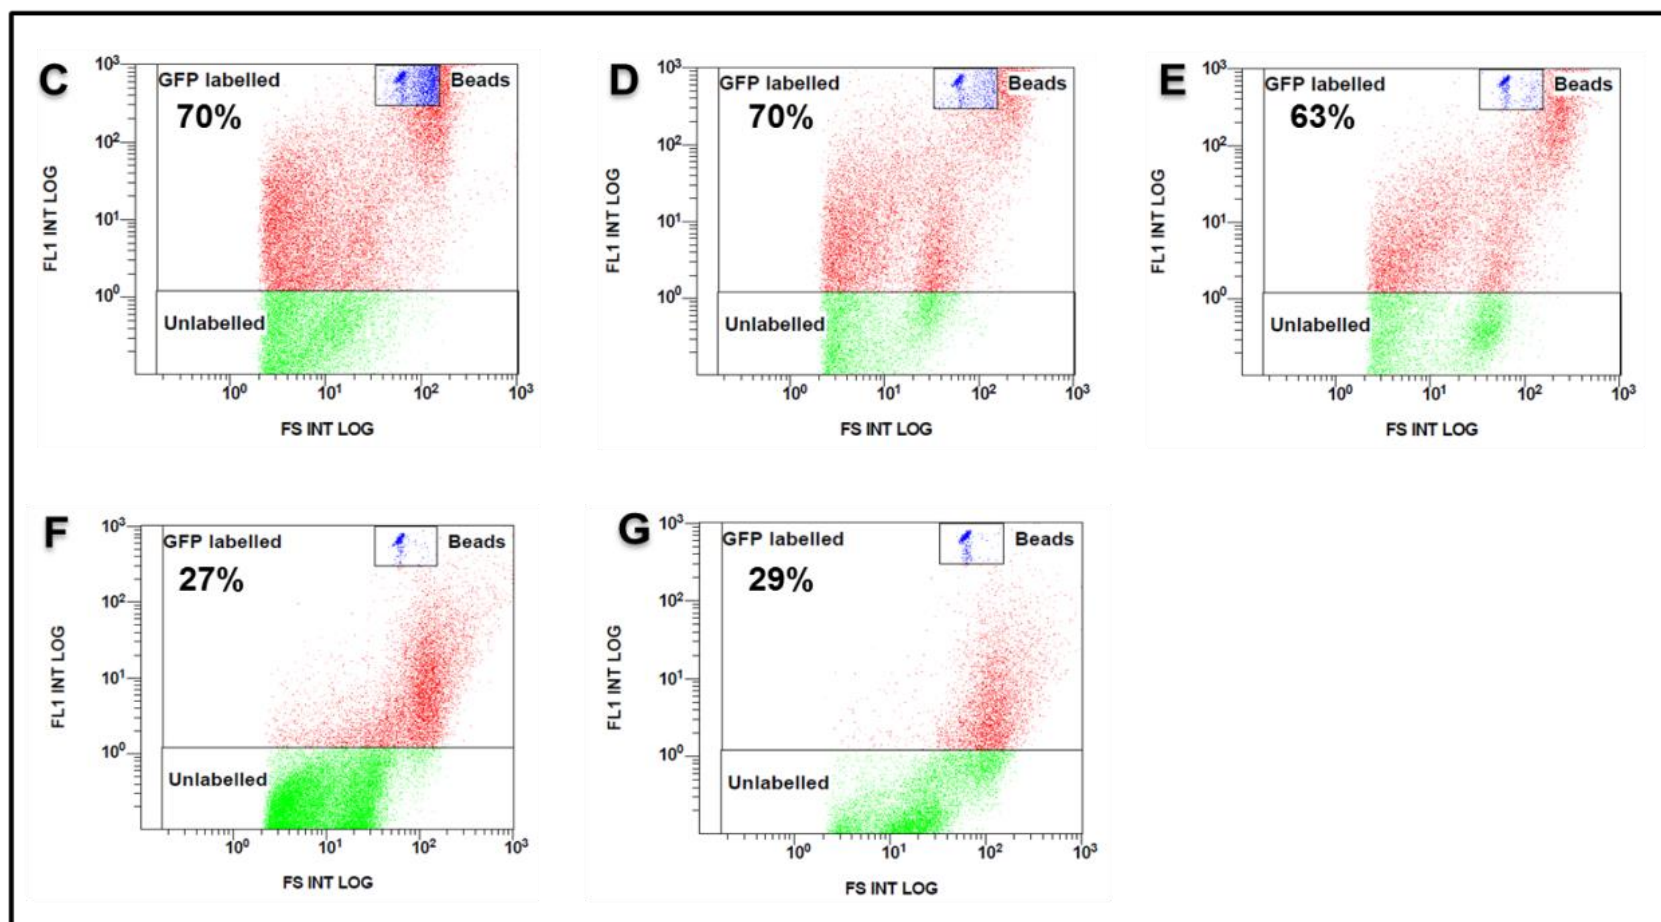 C
GFP labelled
Beads
70%
10³
10²
10¹
10⁰
FL1 INT LOG
Unlabelled
10⁰ 10¹ 10² 10³
FS INT LOG
D
GFP labelled
Beads
70%
10³
10²
10¹
10⁰
FL1 INT LOG
Unlabelled
10⁰ 10¹ 10² 10³
FS INT LOG
E
GFP labelled
Beads
63%
10³
10²
10¹
10⁰
FL1 INT LOG
Unlabelled
10⁰ 10¹ 10² 10³
FS INT LOG
F
GFP labelled
Beads
27%
10³
10²
10¹
10⁰
FL1 INT LOG
Unlabelled
10⁰ 10¹ 10² 10³
FS INT LOG
G
GFP labelled
Beads
29%
10³
10²
10¹
10⁰
FL1 INT LOG
Unlabelled
10⁰ 10¹ 10² 10³
FS INT LOG